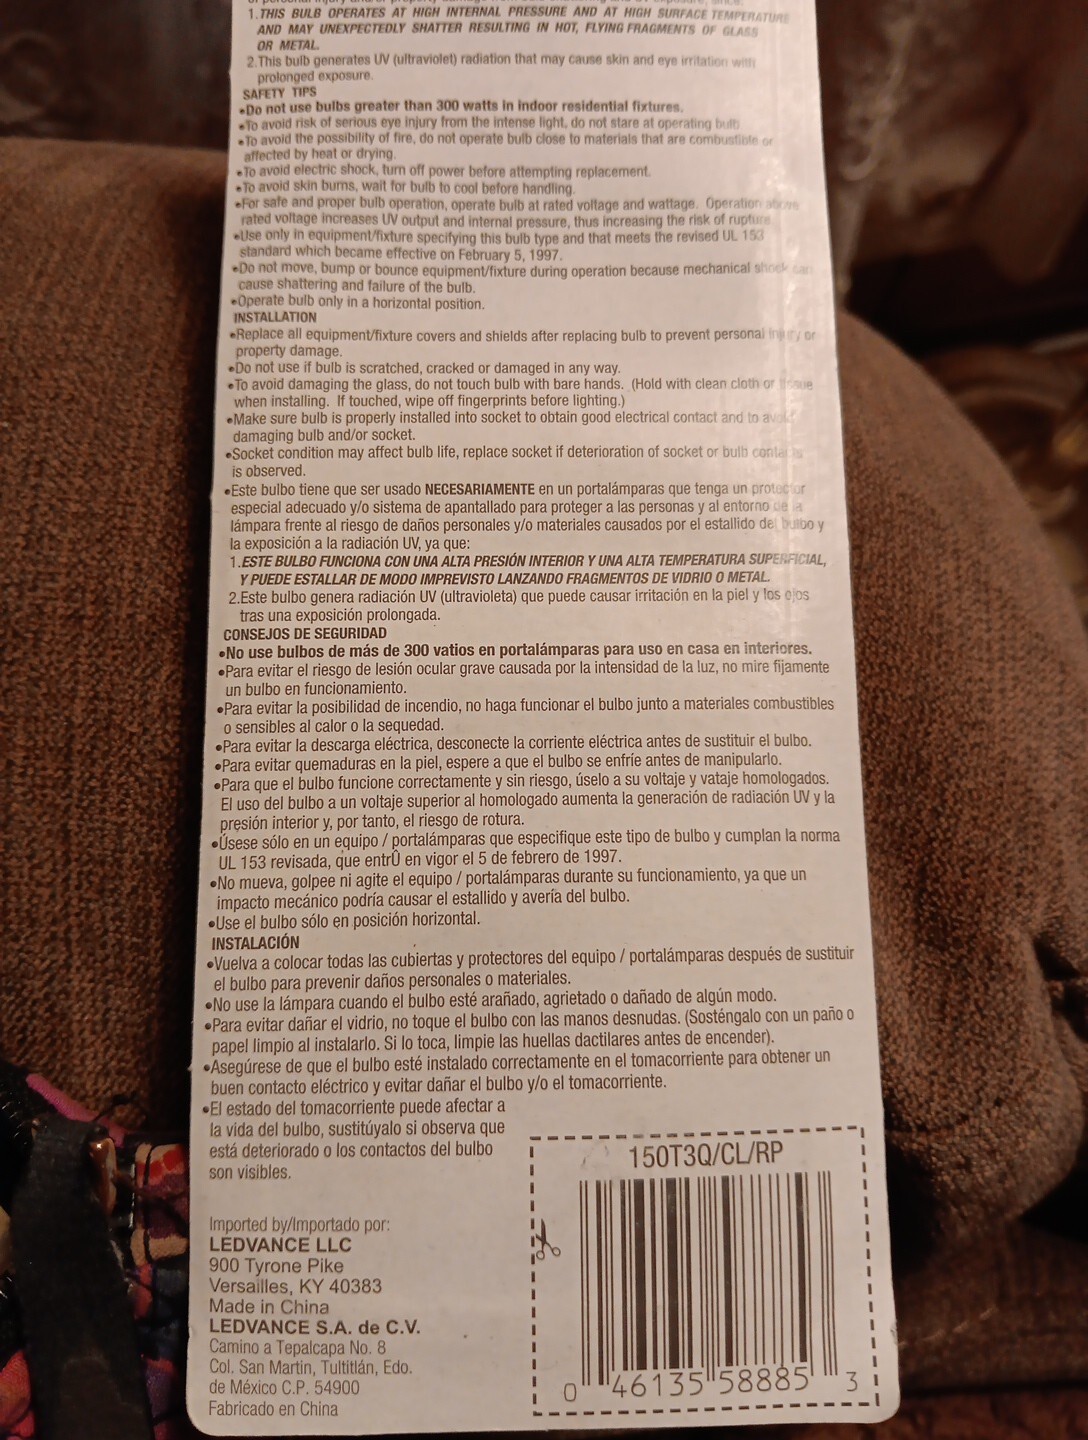 1.THIS BULB OPERATES AT HIGH INTERNAL PRESSURE AND AT HIGH SURFACE TEMPERATURE
AND MAY UNEXPECTEDLY SHATTER RESULTING IN HOT, FLYING FRAGMENTS OF GLASS
OR METAL.
2.This bulb generates UV (ultraviolet) radiation that may cause skin and eye irritation with
prolonged exposure.
SAFETY TIPS
•Do not use bulbs greater than 300 watts in indoor residential fixtures.
•To avoid risk of serious eye injury from the intense light, do not stare at operating bulb
•To avoid the possibility of fire, do not operate bulb close to materials that are combustible or
affected by heat or drying.
•To avoid electric shock, turn off power before attempting replacement.
•To avoid skin burns, wait for bulb to cool before handling.
•For safe and proper bulb operation, operate bulb at rated voltage and wattage. Operation above
rated voltage increases UV output and internal pressure, thus increasing the risk of rupture.
•Use only in equipment/fixture specifying this bulb type and that meets the revised UL 153
standard which became effective on February 5, 1997.
•Do not move, bump or bounce equipment/fixture during operation because mechanical shock can
cause shattering and failure of the bulb.
•Operate bulb only in a horizontal position.
INSTALLATION
•Replace all equipment/fixture covers and shields after replacing bulb to prevent personal injury or
property damage.
•Do not use if bulb is scratched, cracked or damaged in any way.
•To avoid damaging the glass, do not touch bulb with bare hands. (Hold with clean cloth or tissue
when installing. If touched, wipe off fingerprints before lighting.)
•Make sure bulb is properly installed into socket to obtain good electrical contact and to avoid
damaging bulb and/or socket.
•Socket condition may affect bulb life, replace socket if deterioration of socket or bulb contacts
is observed.
•Este bulbo tiene que ser usado NECESARIAMENTE en un portalámparas que tenga un protector
especial adecuado y/o sistema de apantallado para proteger a las personas y al entorno de la
lámpara frente al riesgo de daños personales y/o materiales causados por el estallido del bulbo y
la exposición a la radiación UV, ya que:
1.ESTE BULBO FUNCIONA CON UNA ALTA PRESIÓN INTERIOR Y UNA ALTA TEMPERATURA SUPERFICIAL,
Y PUEDE ESTALLAR DE MODO IMPREVISTO LANZANDO FRAGMENTOS DE VIDRIO O METAL.
2.Este bulbo genera radiación UV (ultravioleta) que puede causar irritación en la piel y los ojos
tras una exposición prolongada.
CONSEJOS DE SEGURIDAD
•No use bulbos de más de 300 vatios en portalámparas para uso en casa en interiores.
•Para evitar el riesgo de lesión ocular grave causada por la intensidad de la luz, no mire fijamente
un bulbo en funcionamiento.
•Para evitar la posibilidad de incendio, no haga funcionar el bulbo junto a materiales combustibles
o sensibles al calor o la sequedad.
•Para evitar la descarga eléctrica, desconecte la corriente eléctrica antes de sustituir el bulbo.
•Para evitar quemaduras en la piel, espere a que el bulbo se enfríe antes de manipularlo.
•Para que el bulbo funcione correctamente y sin riesgo, úselo a su voltaje y vataje homologados.
El uso del bulbo a un voltaje superior al homologado aumenta la generación de radiación UV y la
presión interior y, por tanto, el riesgo de rotura.
•Úsese sólo en un equipo / portalámparas que especifique este tipo de bulbo y cumplan la norma
UL 153 revisada, que entrÛ en vigor el 5 de febrero de 1997.
•No mueva, golpee ni agite el equipo / portalámparas durante su funcionamiento, ya que un
impacto mecánico podría causar el estallido y avería del bulbo.
•Use el bulbo sólo en posición horizontal.
INSTALACIÓN
•Vuelva a colocar todas las cubiertas y protectores del equipo / portalámparas después de sustituir
el bulbo para prevenir daños personales o materiales.
•No use la lámpara cuando el bulbo esté arañado, agrietado o dañado de algún modo.
•Para evitar dañar el vidrio, no toque el bulbo con las manos desnudas. (Sosténgalo con un paño o
papel limpio al instalarlo. Si lo toca, limpie las huellas dactilares antes de encender).
•Asegúrese de que el bulbo esté instalado correctamente en el tomacorriente para obtener un
buen contacto eléctrico y evitar dañar el bulbo y/o el tomacorriente.
•El estado del tomacorriente puede afectar a
la vida del bulbo, sustitúyalo si observa que
está deteriorado o los contactos del bulbo
son visibles.
Imported by/Importado por:
LEDVANCE LLC
900 Tyrone Pike
Versailles, KY 40383
Made in China
LEDVANCE S.A. de C.V.
Camino a Tepalcapa No. 8
Col. San Martin, Tultitlán, Edo.
de México C.P. 54900
Fabricado en China
150T3Q/CL/RP
0 46135 58885 3